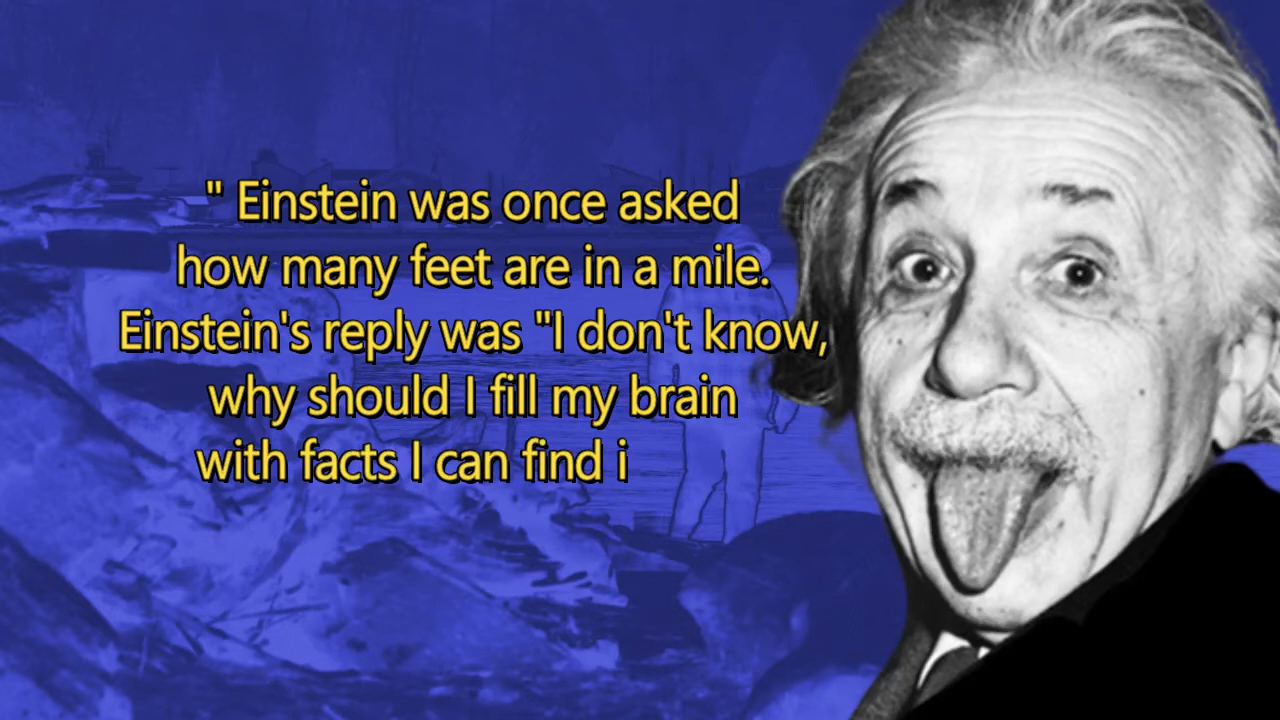 " Einstein was once asked
how many feet are in a mile.
Einstein's reply was "I don't know,
why should I fill my brain
with facts I can find i